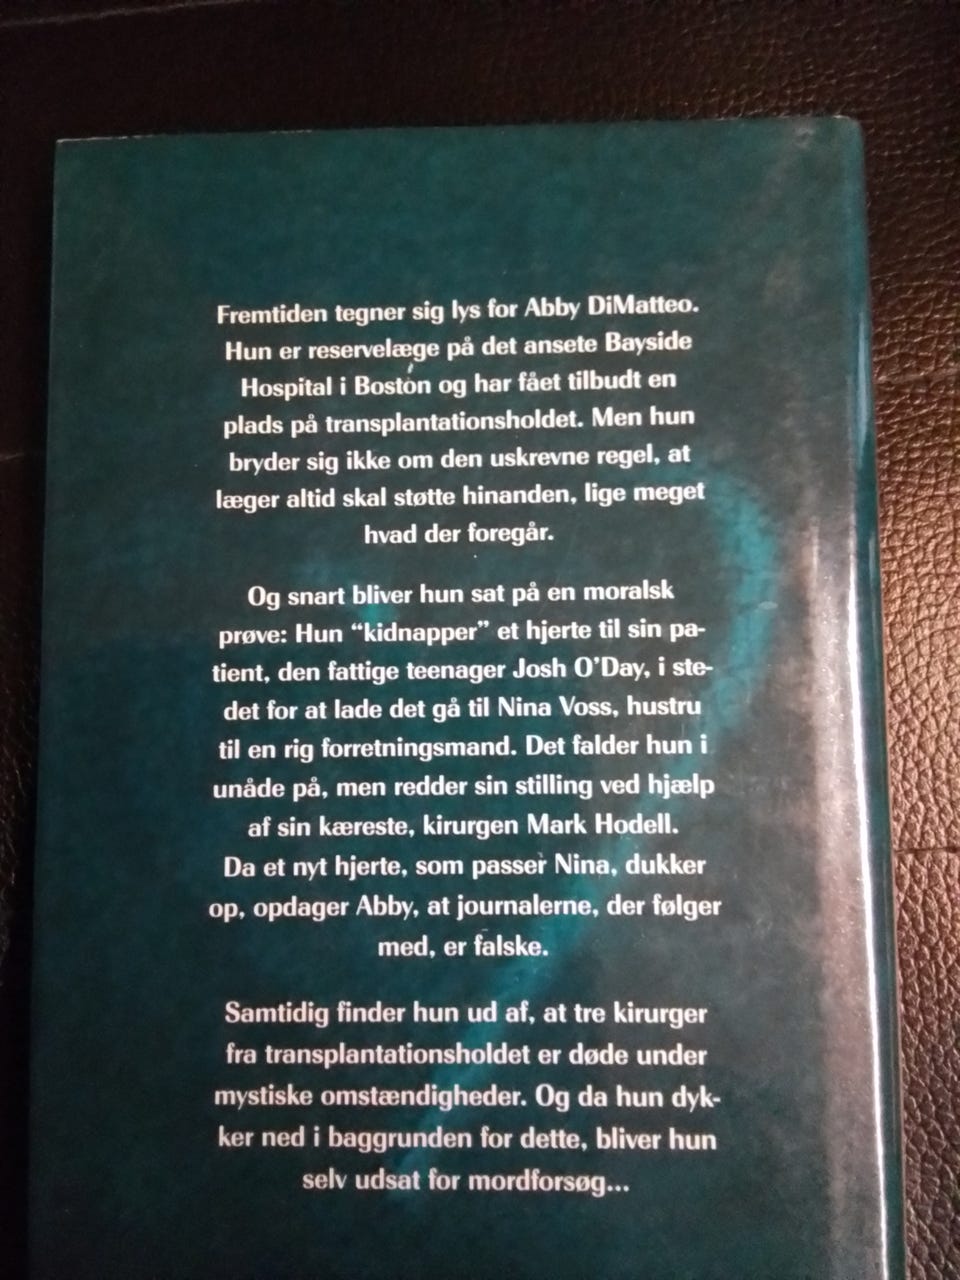 Fremtiden tegner sig lys for Abby DiMatteo.
Hun er reservelæge på det ansete Bayside
Hospital i Boston og har fået tilbudt en
plads på transplantationsholdet. Men hun
bryder sig ikke om den uskrevne regel, at
læger altid skal støtte hinanden, lige meget
hvad der foregår.
Og snart bliver hun sat på en moralsk
prøve: Hun “kidnapper” et hjerte til sin pa-
tient, den fattige teenager Josh O’Day, i ste-
det for at lade det gå til Nina Voss, hustru
til en rig forretningsmand. Det falder hun i
unåde på, men redder sin stilling ved hjælp
af sin kæreste, kirurgen Mark Hodell.
Da et nyt hjerte, som passer Nina, dukker
op, opdager Abby, at journalerne, der følger
med, er falske.
Samtidig finder hun ud af, at tre kirurger
fra transplantationsholdet er døde under
mystiske omstændigheder. Og da hun dyk-
ker ned i baggrunden for dette, bliver hun
selv udsat for mordforsøg...